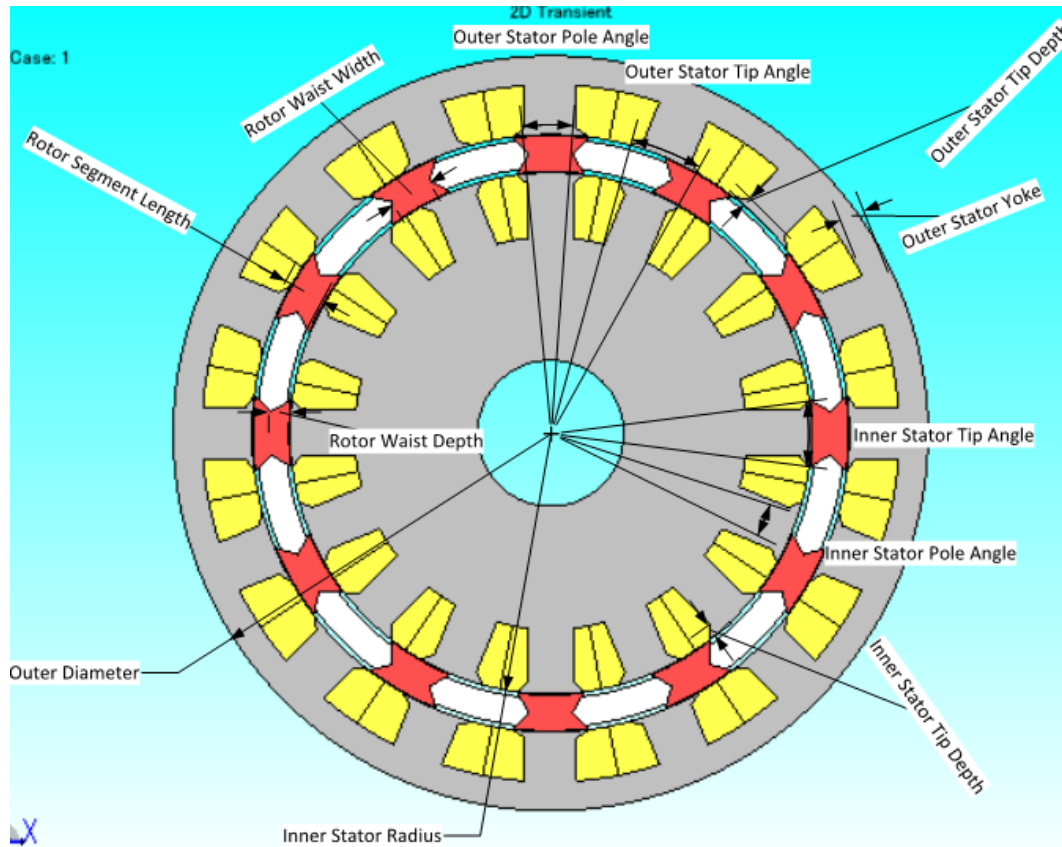 2D Transient
Outer Stator Pole Angle
Case: 1
Outer Stator Tip Angle
Outer Stator Tip Depth
Rotor Waist Width
Rotor Segment Length
Outer Stator Yoke
Rotor Waist Depth
Inner Stator Tip Angle
Inner Stator Pole Angle
Outer Diameter
Inner Stator Tip Depth
Inner Stator Radius
X